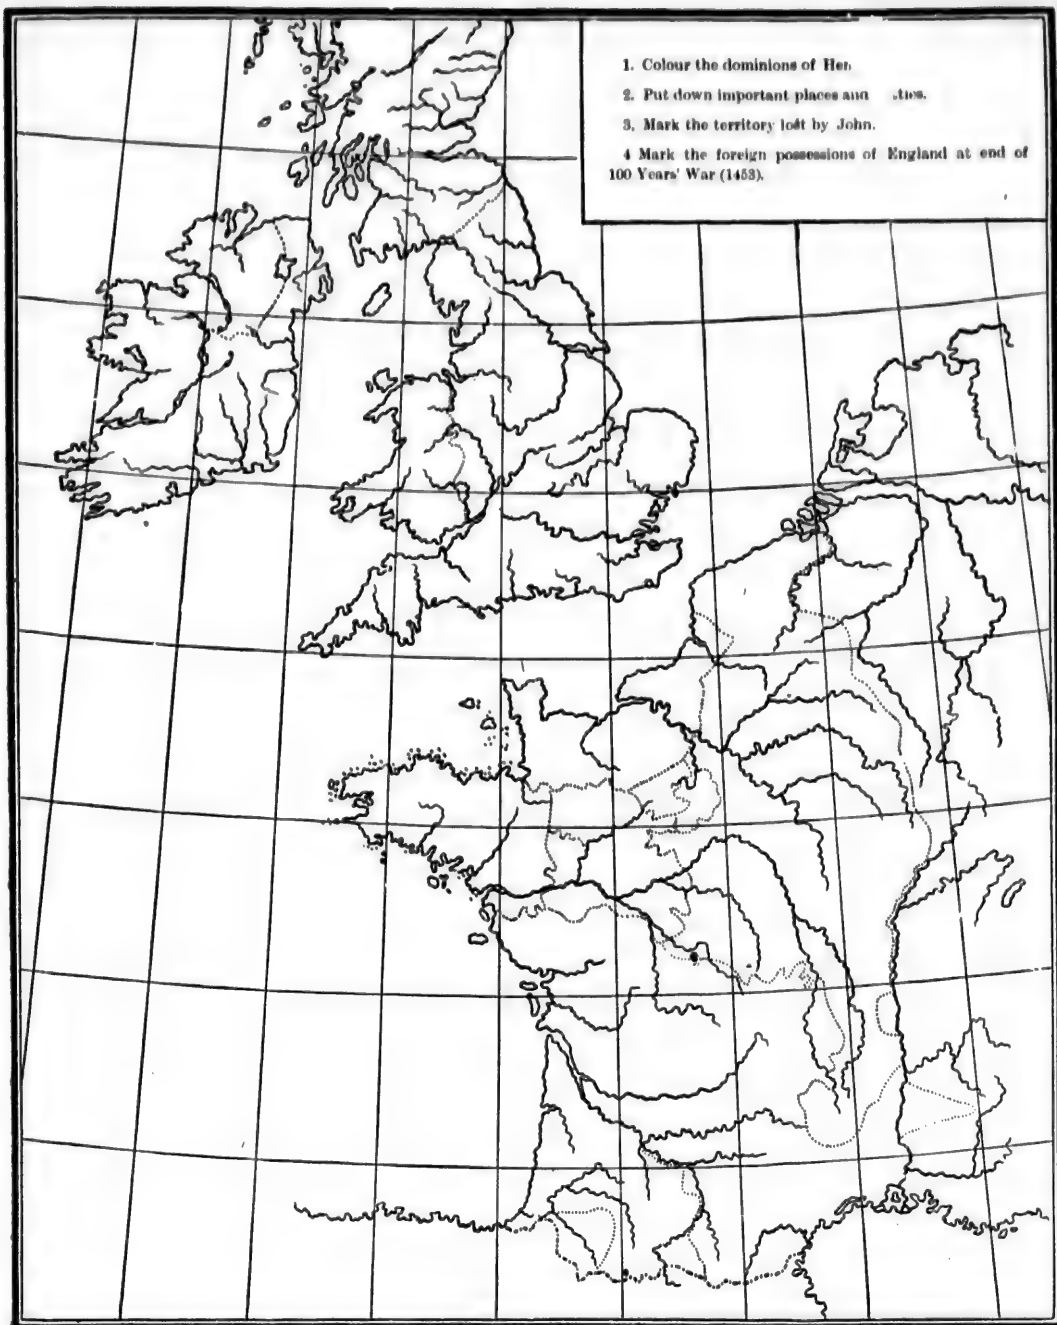 1. Colour the dominions of
2. Put down important places and
3. Mark the territory lost by John.
4 Mark the foreign possessions of England at end of
100 Years' War (1453).